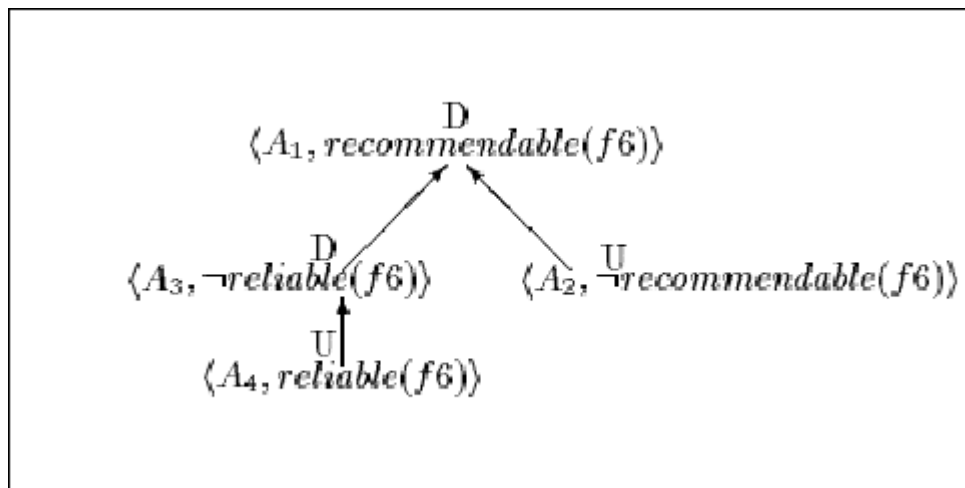 D
⟨A₁, recommendable(f6)⟩
D
⟨A₃, ¬reliable(f6)⟩
U
⟨A₂, ¬recommendable(f6)⟩
U
⟨A₄, reliable(f6)⟩